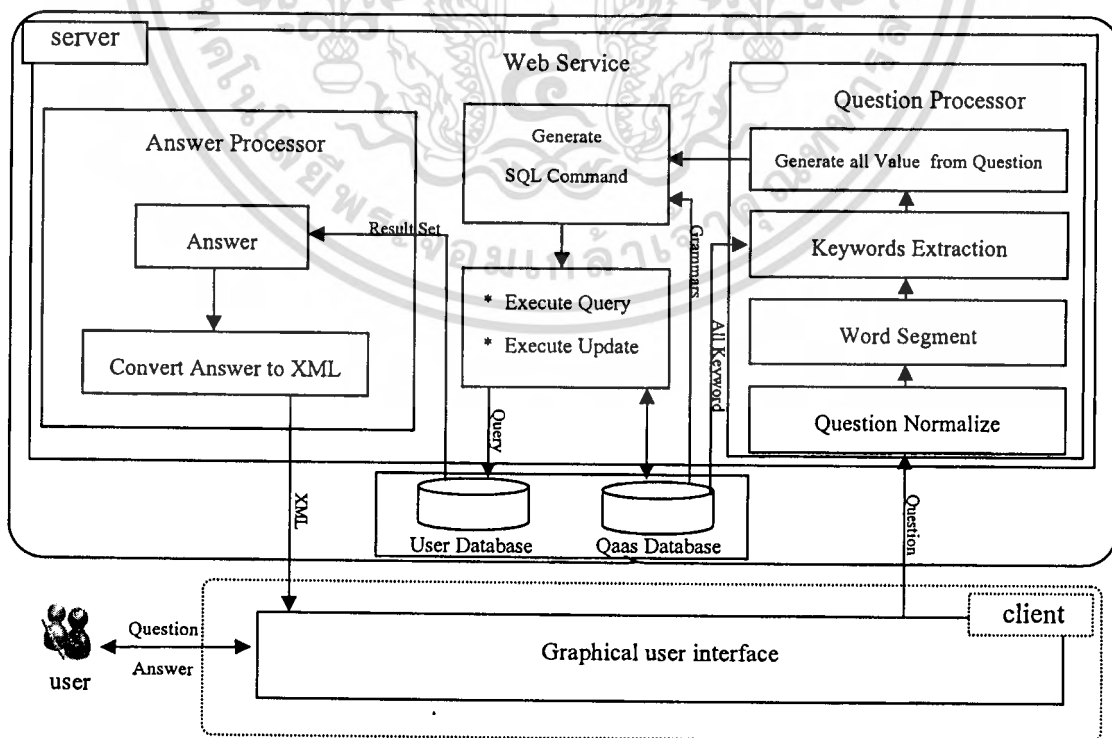 server
Web Service
Question Processor
Answer Processor
Generate
SQL Command
Generate all Value  from Question
Answer
Result Set
Grammars
Keywords Extraction
* Execute Query
* Execute Update
All Keyword
Word Segment
Convert Answer to XML
Question Normalize
Query
XML
User Database
Qaas Database
Question
client
Question
Answer
user
Graphical user interface